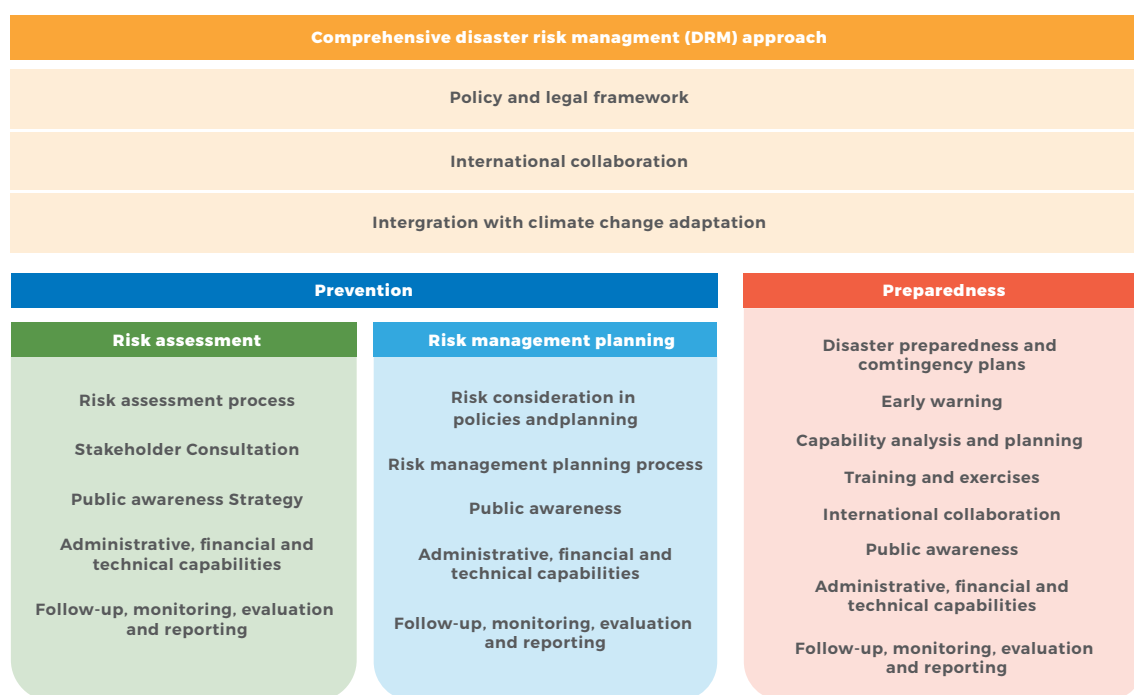 Comprehensive disaster risk managment (DRM) approach
Policy and legal framework
International collaboration
Intergration with climate change adaptation
Prevention
Risk assessment
Risk assessment process
Stakeholder Consultation
Public awareness Strategy
Administrative, financial and
technical capabilities
Follow-up, monitoring, evaluation
and reporting
Risk management planning
Risk consideration in
policies andplanning
Risk management planning process
Public awareness
Administrative, financial and
technical capabilities
Follow-up, monitoring, evaluation
and reporting
Preparedness
Disaster preparedness and
comtingency plans
Early warning
Capability analysis and planning
Training and exercises
International collaboration
Public awareness
Administrative, financial and
technical capabilities
Follow-up, monitoring, evaluation
and reporting